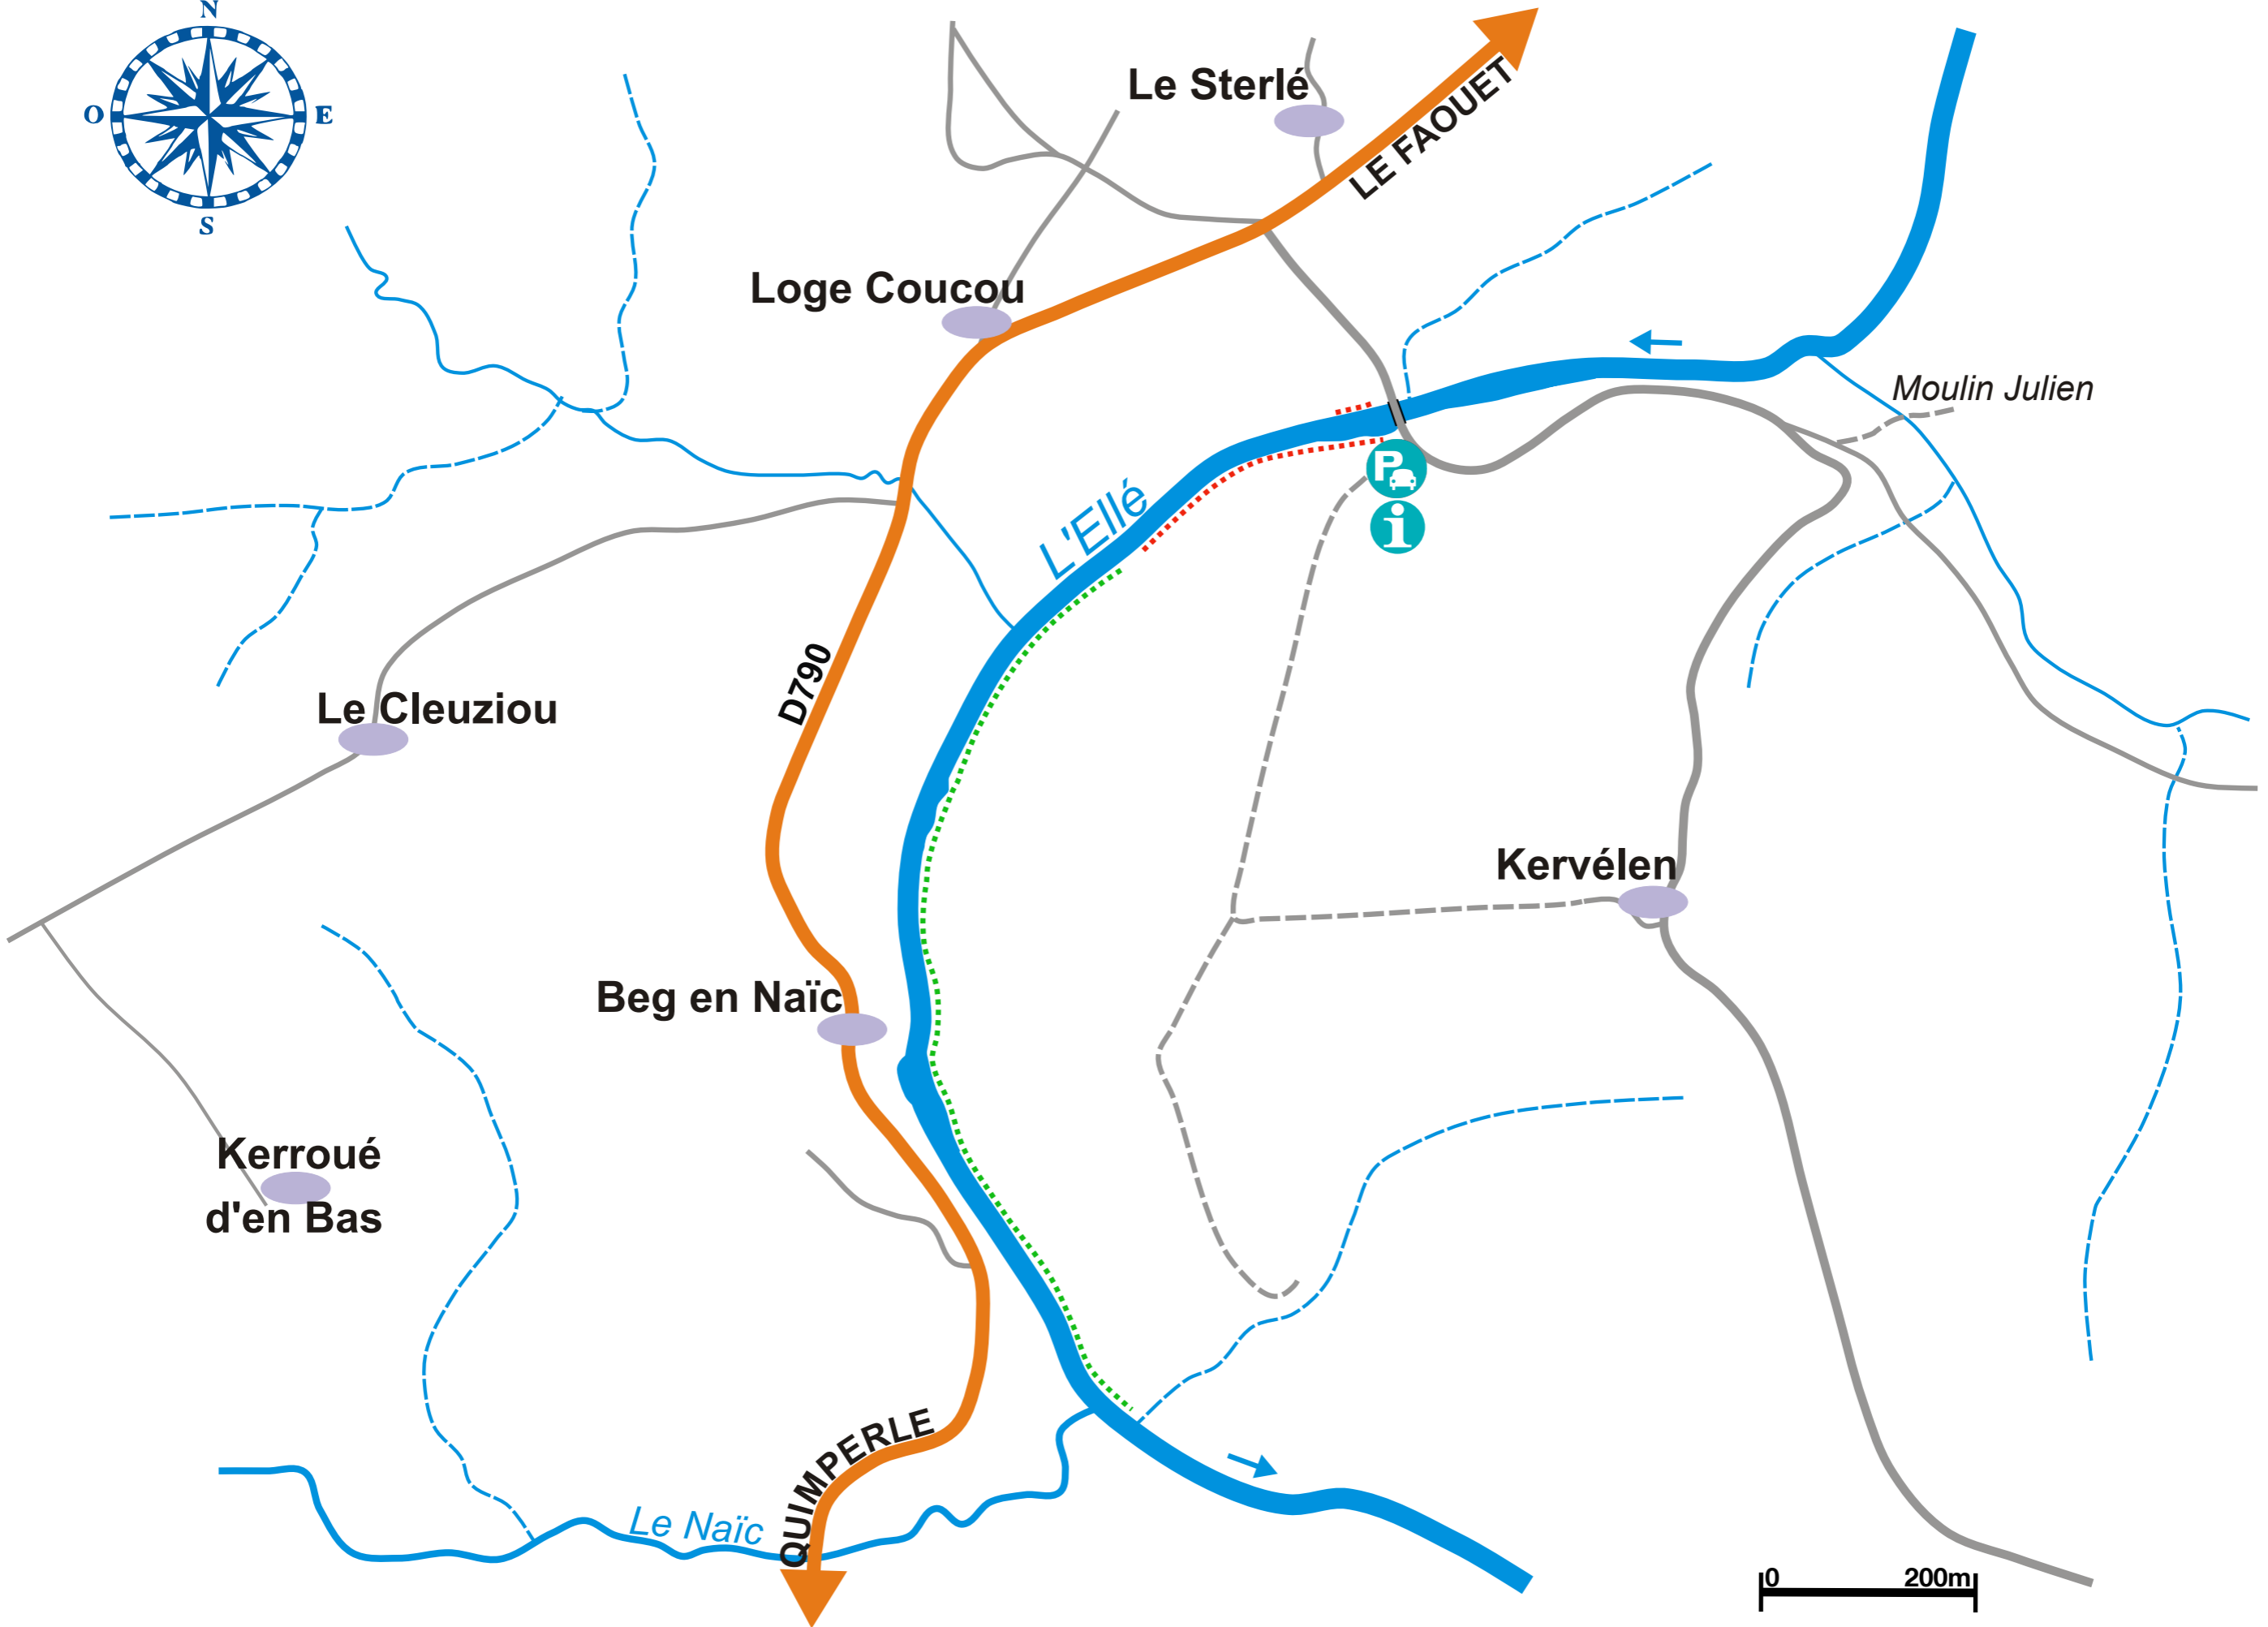 N
O
E
S
Le Sterlé
LE FAOUET
Loge Coucou
Moulin Julien
P
i
L'Ellé
D790
Le Cleuziou
Kervélen
Beg en Naïc
Kerroué
d'en Bas
QUIMPERLE
Le Naïc
0 200m